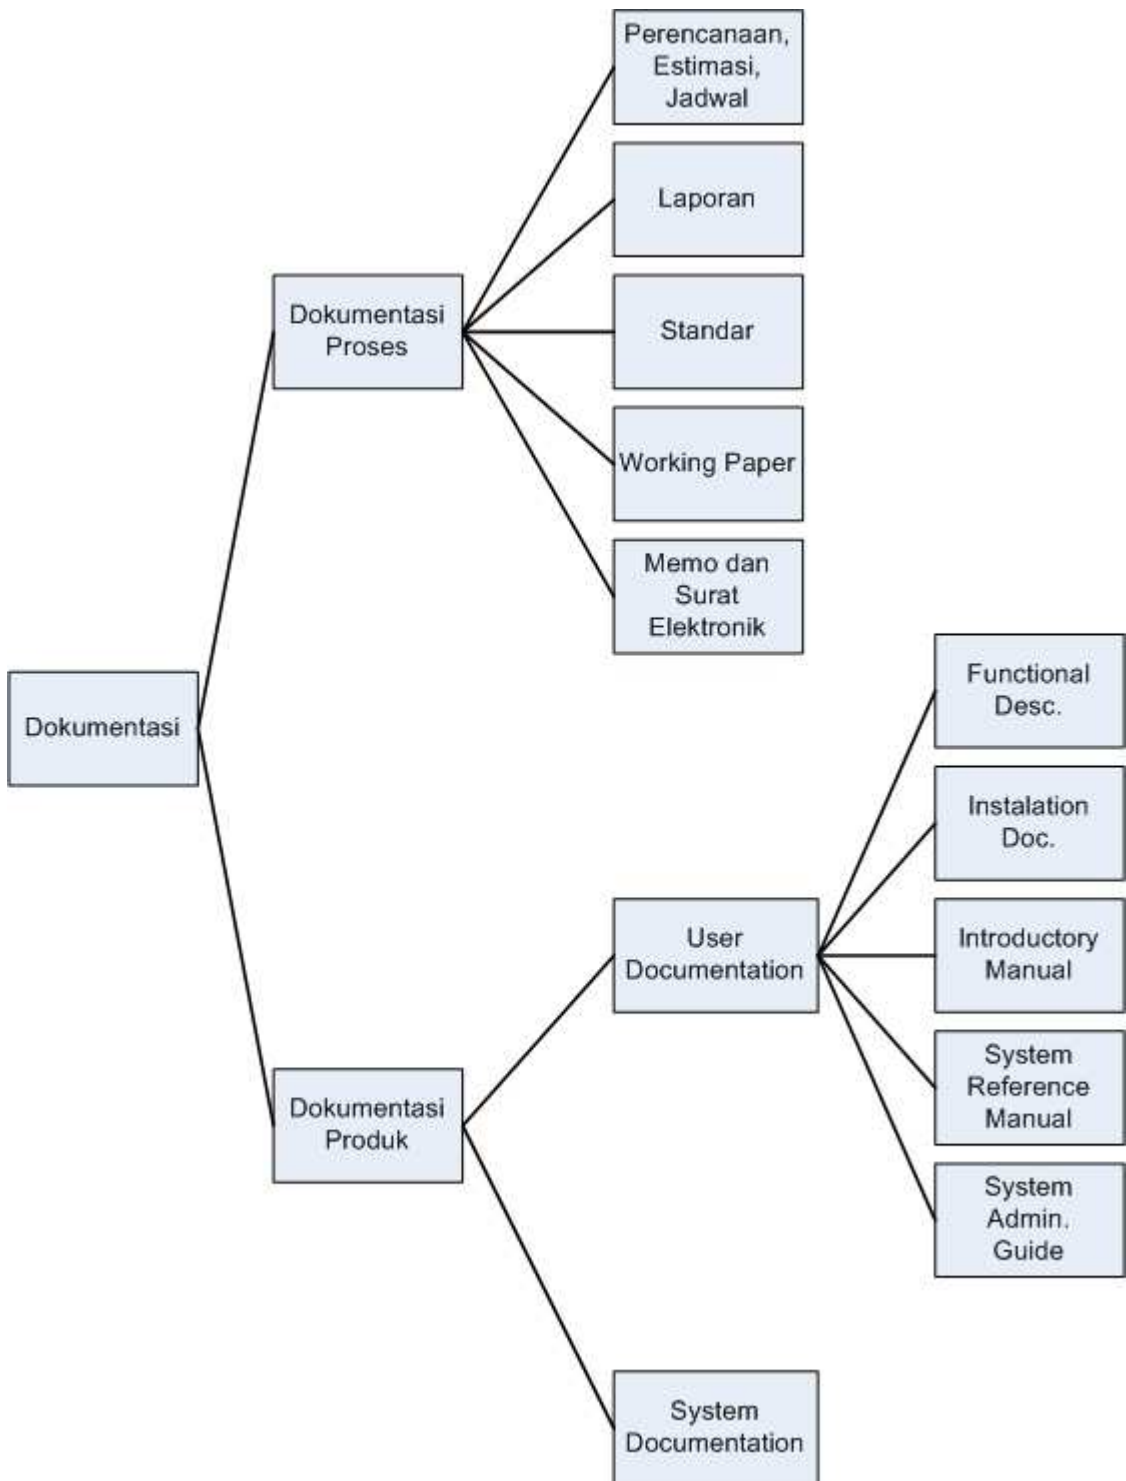 Perencanaan,
Estimasi,
Jadwal
Laporan
Dokumentasi
Proses
Standar
Working Paper
Memo dan
Surat
Elektronik
Dokumentasi
Functional
Desc.
Instalation
Doc.
User
Documentation
Introductory
Manual
System
Reference
Manual
Dokumentasi
Produk
System
Admin.
Guide
System
Documentation